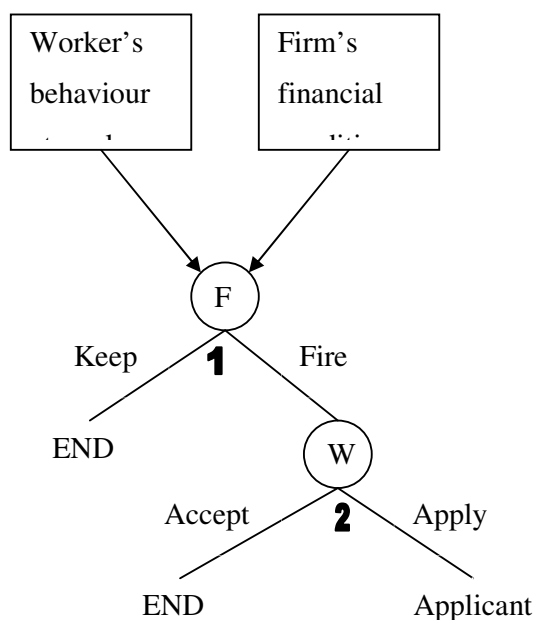 Worker's
behaviour
Firm's
financial
F
Keep
1
Fire
END
W
Accept
2
Apply
END
Applicant